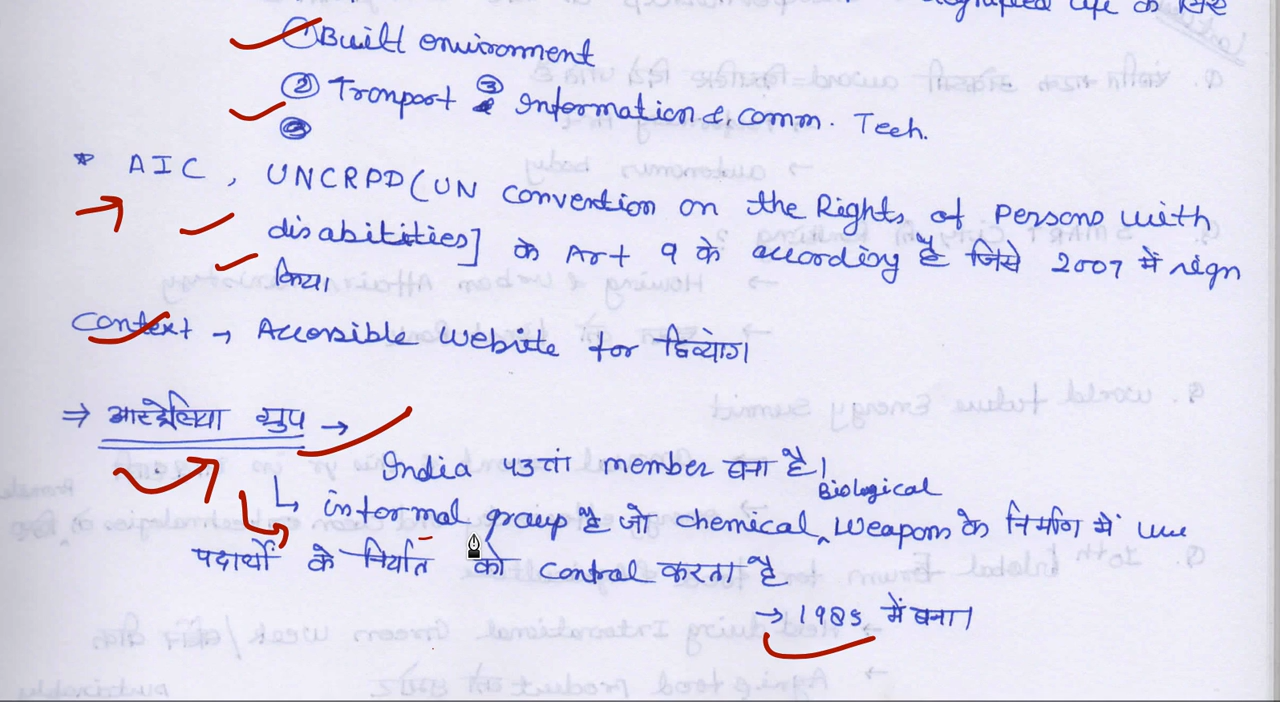 life के लिए
① Built environment
② Tranport ③ Information & comm. Tech.
* AIC, UNCRPD (UN convention on the Rights of Persons with
disabilities] के Art 9 के according है जिसे 2007 में sign
किया।
Context → Accessible Website for दिव्यांग।
⇒ आस्ट्रेलिया ग्रुप →
India 43वां member बना है।
Biological
informal group है जो chemical ^ weapons के निर्माण में use
पदार्थों के निर्यात को control करता है
→ 1985 में बना।